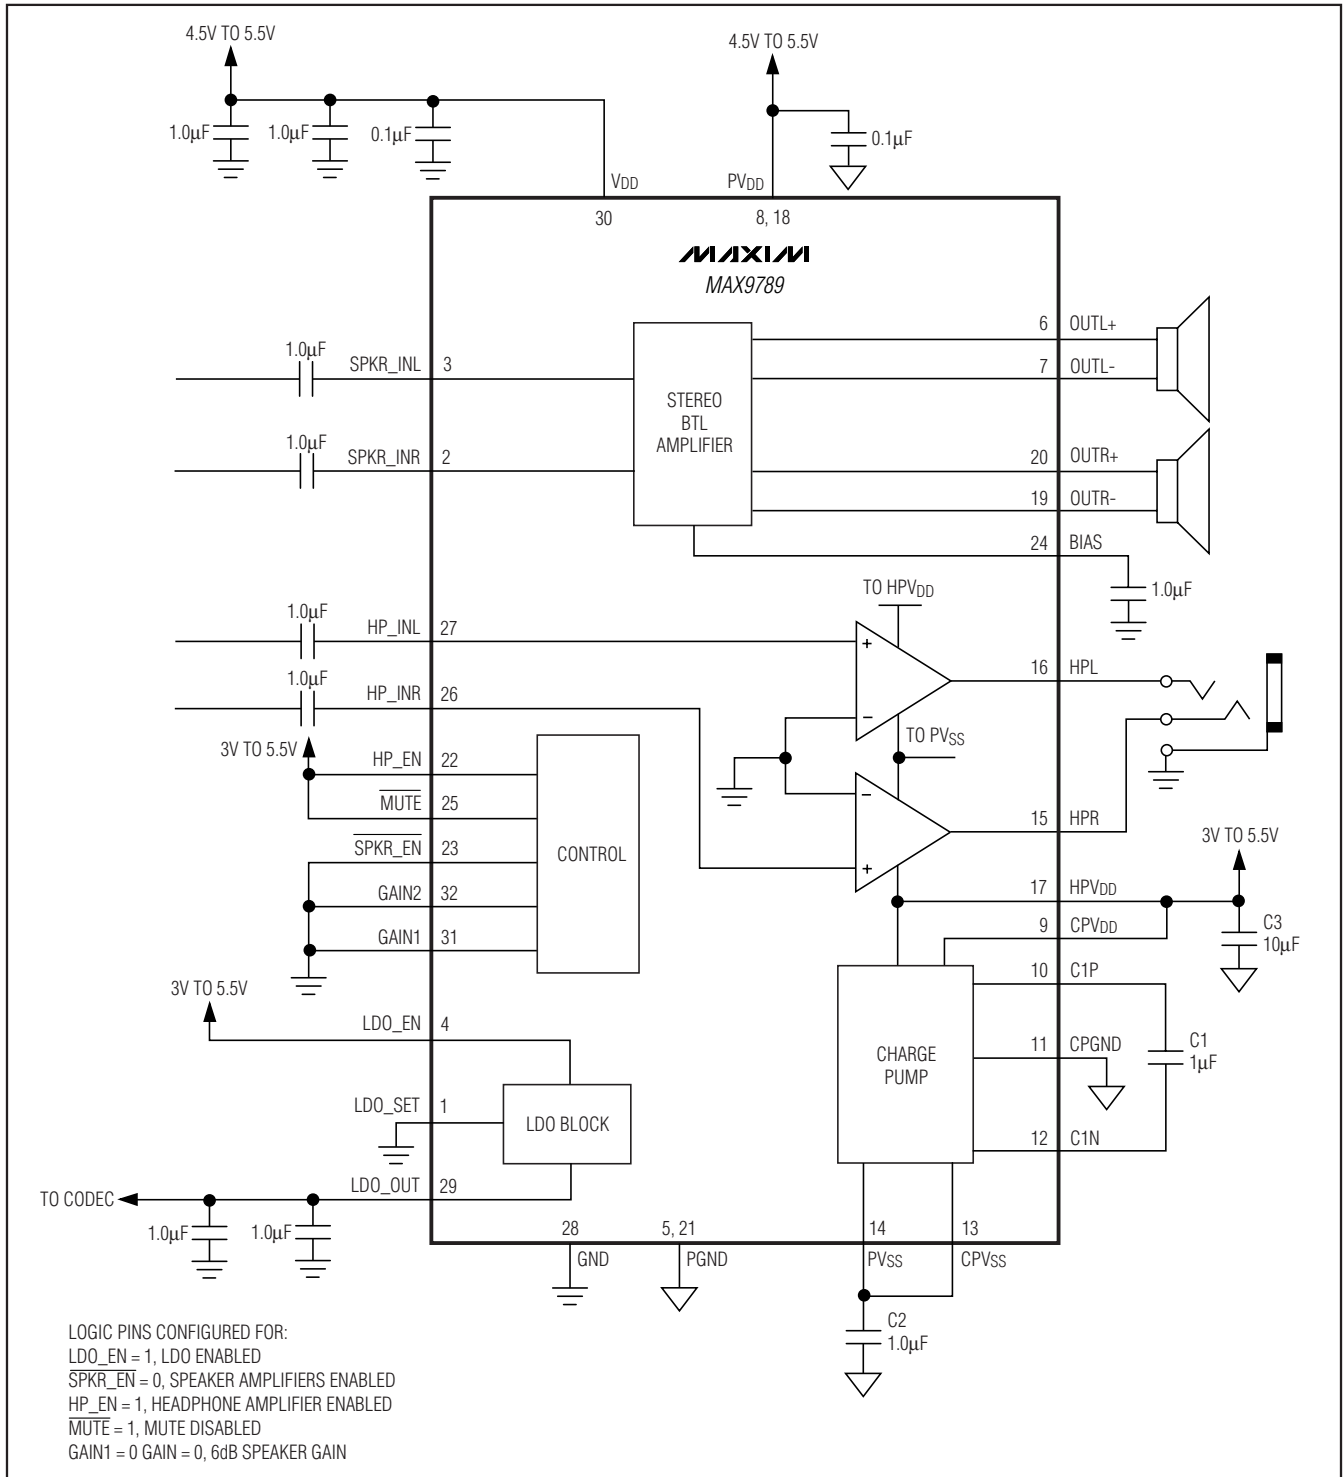 4.5V TO 5.5V
4.5V TO 5.5V
1.0µF
1.0µF
0.1µF
0.1µF
VDD
PVDD
30
8, 18
MAXIM
MAX9789
6
OUTL+
1.0µF
SPKR_INL
3
7
OUTL-
STEREO
BTL
AMPLIFIER
1.0µF
SPKR_INR
2
20
OUTR+
19
OUTR-
24
BIAS
1.0µF
TO HPVDD
1.0µF
HP_INL
27
+
16
HPL
1.0µF
HP_INR
26
−
TO PVSS
3V TO 5.5V
HP_EN
22
MUTE
25
−
15
HPR
SPKR_EN
23
CONTROL
+
3V TO 5.5V
GAIN2
32
17
HPVDD
GAIN1
31
9
CPVDD
C3
10µF
10
C1P
3V TO 5.5V
LDO_EN
4
CHARGE
PUMP
11
CPGND
C1
1µF
LDO_SET
1
LDO BLOCK
12
C1N
LDO_OUT
29
TO CODEC
1.0µF
1.0µF
28
5, 21
14
13
GND
PGND
PVSS
CPVSS
C2
1.0µF
LOGIC PINS CONFIGURED FOR:
LDO_EN = 1, LDO ENABLED
SPKR_EN = 0, SPEAKER AMPLIFIERS ENABLED
HP_EN = 1, HEADPHONE AMPLIFIER ENABLED
MUTE = 1, MUTE DISABLED
GAIN1 = 0 GAIN = 0, 6dB SPEAKER GAIN